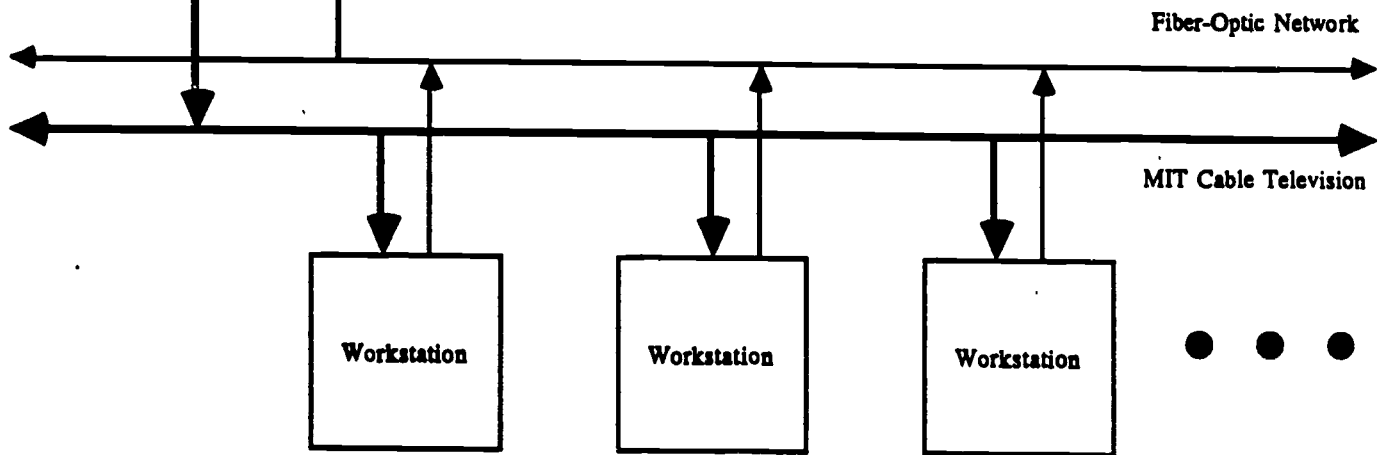 Fiber-Optic Network
MIT Cable Television
Workstation
Workstation
Workstation